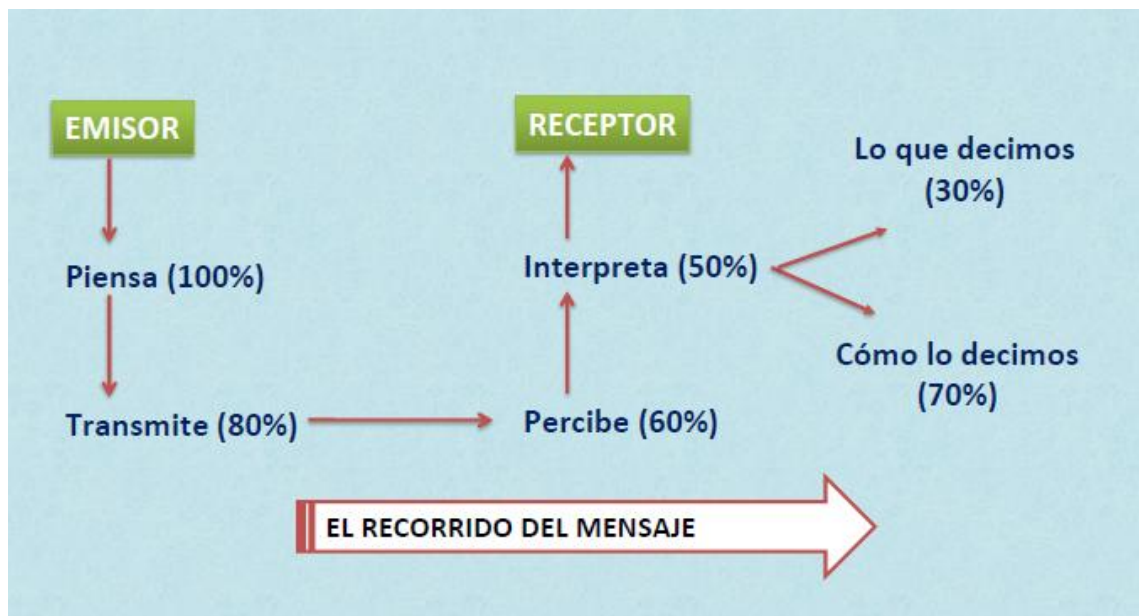 EMISOR
Piensa (100%)
Transmite (80%)
RECEPTOR
Interpreta (50%)
Percibe (60%)
Lo que decimos
(30%)
Cómo lo decimos
(70%)
EL RECORRIDO DEL MENSAJE